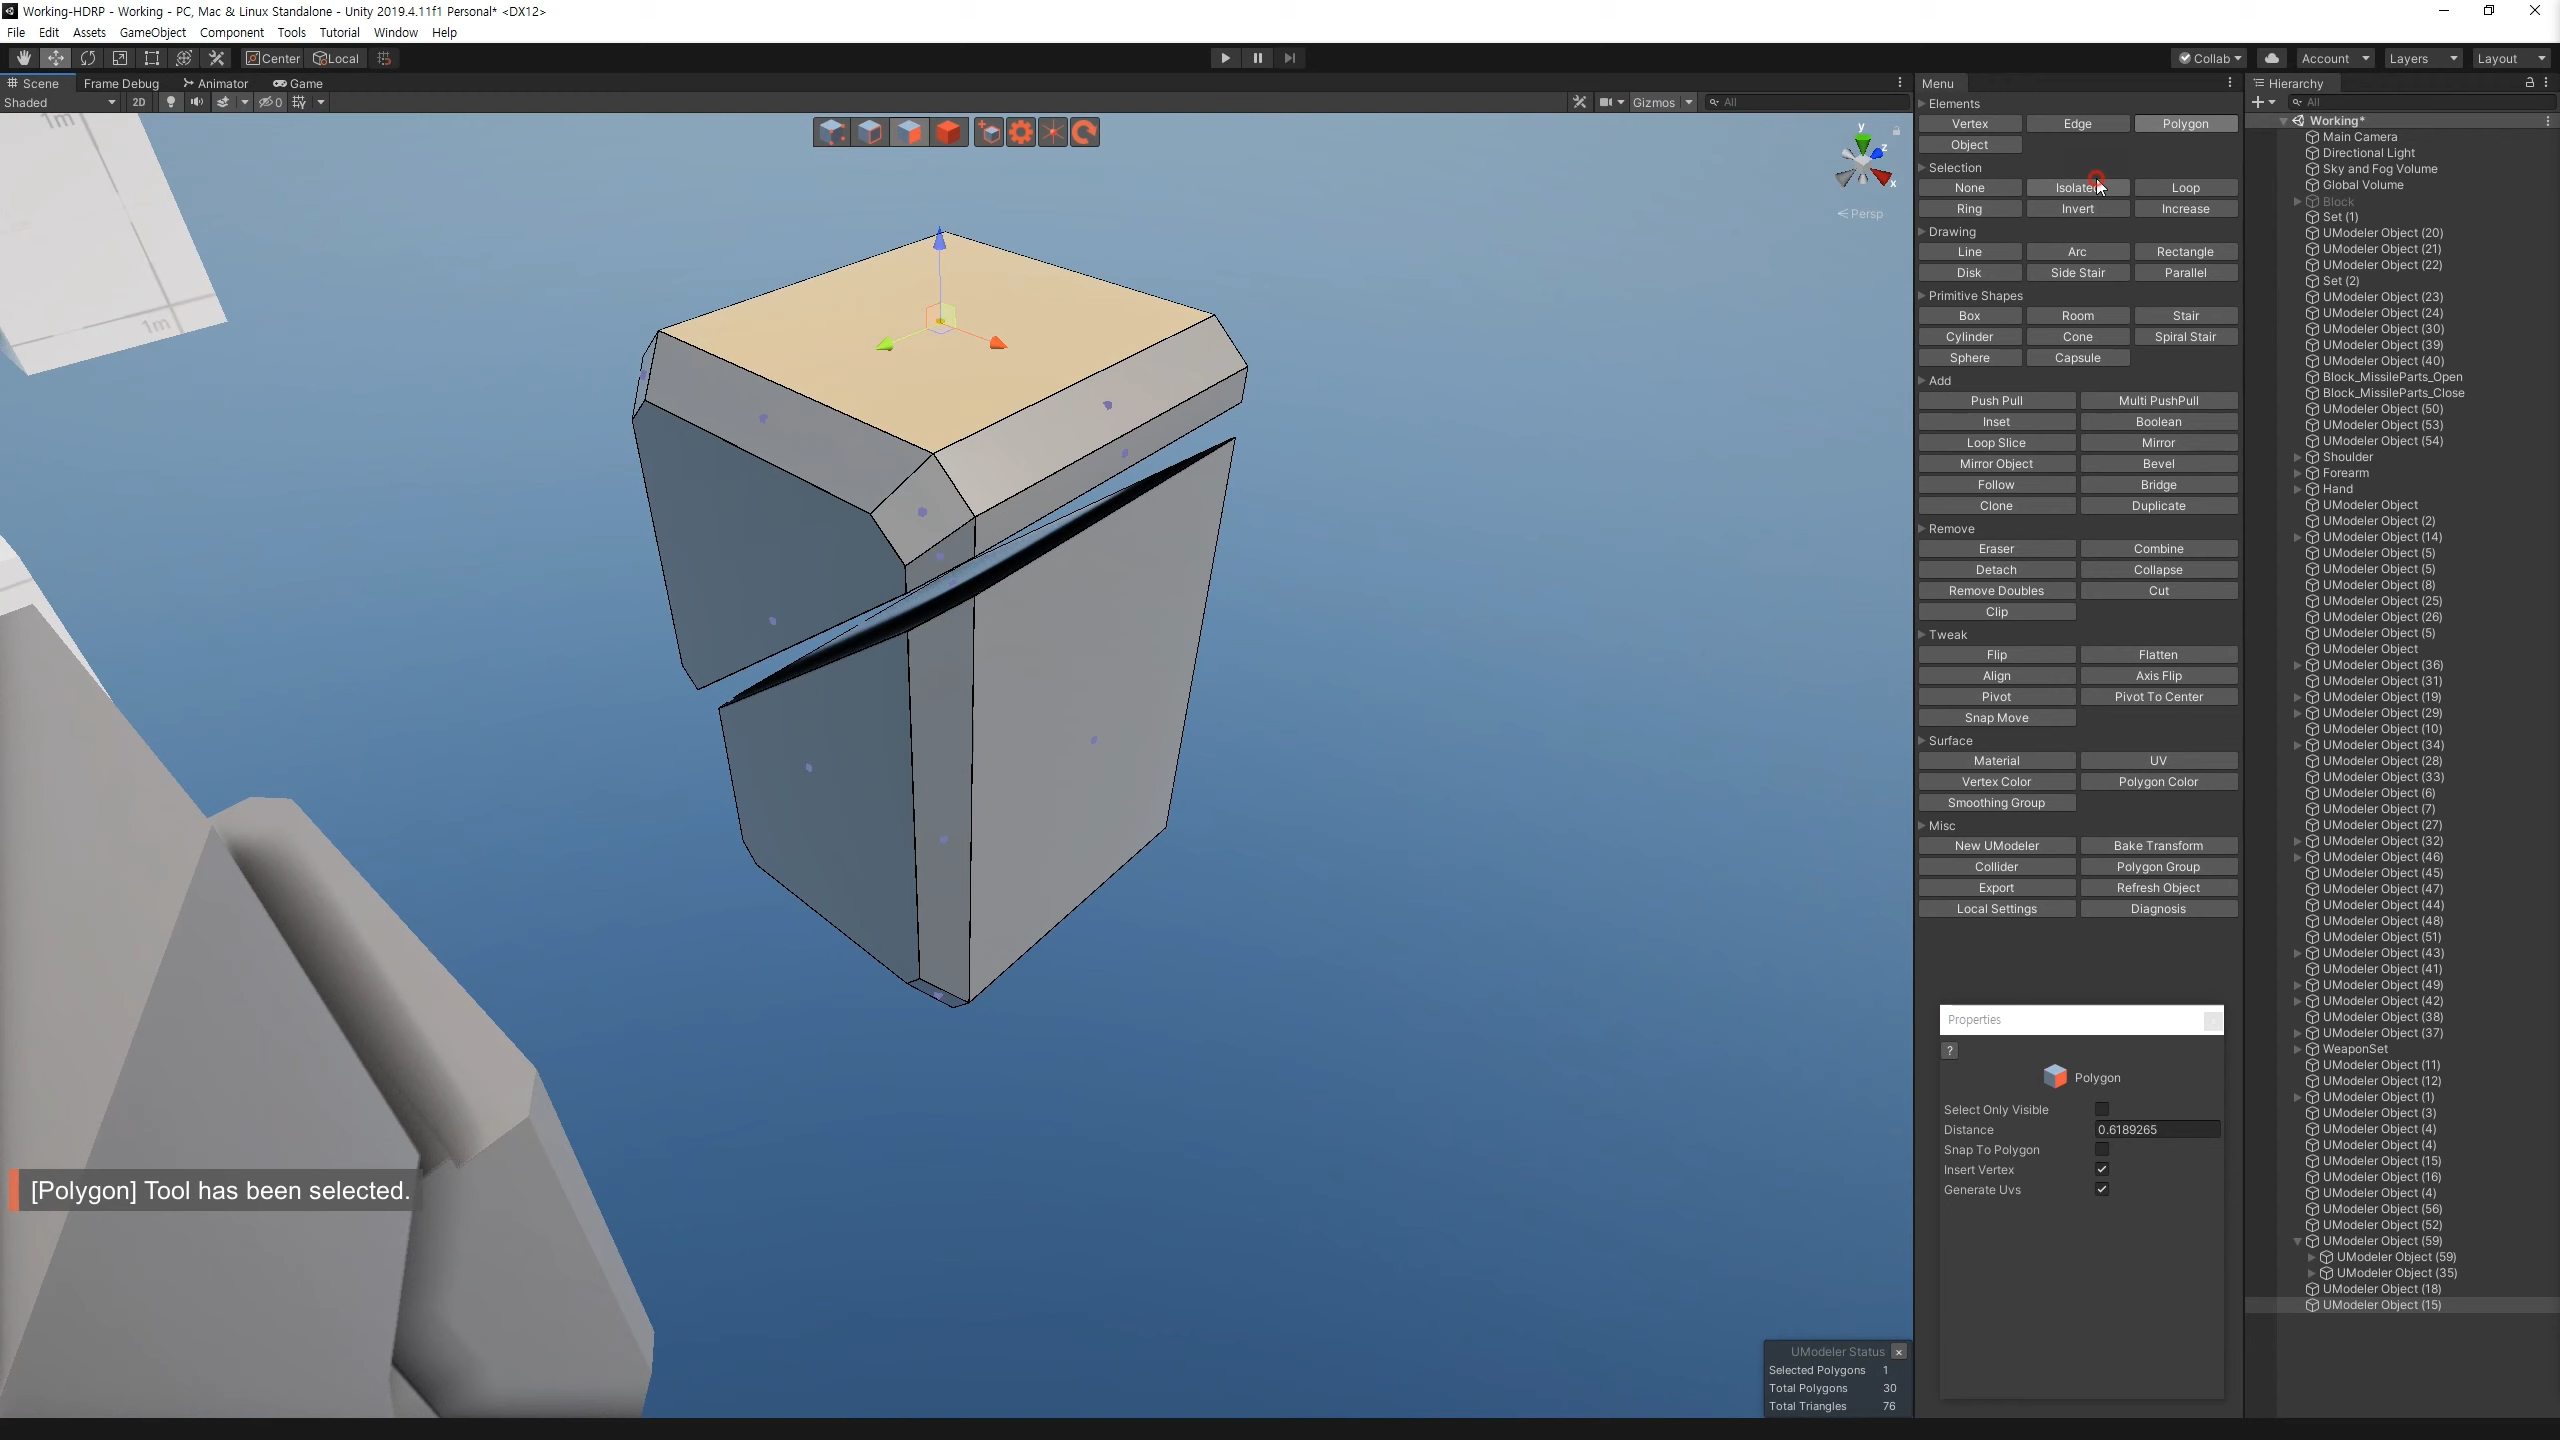 Working-HDRP - Working - PC, Mac & Linux Standalone - Unity 2019.4.11f1 Personal* <DX12>
File Edit Assets GameObject Component Tools Tutorial Window Help
Center Local
Collab Account Layers Layout
Scene Frame Debug Animator Game
Shaded 2D 0 Gizmos All
1m
1m
y
z
x
Persp
Menu
Elements
Vertex Edge Polygon
Object
Selection
None Isolate Loop
Ring Invert Increase
Drawing
Line Arc Rectangle
Disk Side Stair Parallel
Primitive Shapes
Box Room Stair
Cylinder Cone Spiral Stair
Sphere Capsule
Add
Push Pull Multi PushPull
Inset Boolean
Loop Slice Mirror
Mirror Object Bevel
Follow Bridge
Clone Duplicate
Remove
Eraser Combine
Detach Collapse
Remove Doubles Cut
Clip
Tweak
Flip Flatten
Align Axis Flip
Pivot Pivot To Center
Snap Move
Surface
Material UV
Vertex Color Polygon Color
Smoothing Group
Misc
New UModeler Bake Transform
Collider Polygon Group
Export Refresh Object
Local Settings Diagnosis
Properties
?
Polygon
Select Only Visible
Distance 0.6189265
Snap To Polygon
Insert Vertex
Generate Uvs
[Polygon] Tool has been selected.
UModeler Status
Selected Polygons 1
Total Polygons 30
Total Triangles 76
Hierarchy
All
Working*
Main Camera
Directional Light
Sky and Fog Volume
Global Volume
Block
Set (1)
UModeler Object (20)
UModeler Object (21)
UModeler Object (22)
Set (2)
UModeler Object (23)
UModeler Object (24)
UModeler Object (30)
UModeler Object (39)
UModeler Object (40)
Block_MissileParts_Open
Block_MissileParts_Close
UModeler Object (50)
UModeler Object (53)
UModeler Object (54)
Shoulder
Forearm
Hand
UModeler Object
UModeler Object (2)
UModeler Object (14)
UModeler Object (5)
UModeler Object (5)
UModeler Object (8)
UModeler Object (25)
UModeler Object (26)
UModeler Object (5)
UModeler Object
UModeler Object (36)
UModeler Object (31)
UModeler Object (19)
UModeler Object (29)
UModeler Object (10)
UModeler Object (34)
UModeler Object (28)
UModeler Object (33)
UModeler Object (6)
UModeler Object (7)
UModeler Object (27)
UModeler Object (32)
UModeler Object (46)
UModeler Object (45)
UModeler Object (47)
UModeler Object (44)
UModeler Object (48)
UModeler Object (51)
UModeler Object (43)
UModeler Object (41)
UModeler Object (49)
UModeler Object (42)
UModeler Object (38)
UModeler Object (37)
WeaponSet
UModeler Object (11)
UModeler Object (12)
UModeler Object (1)
UModeler Object (3)
UModeler Object (4)
UModeler Object (4)
UModeler Object (15)
UModeler Object (16)
UModeler Object (4)
UModeler Object (56)
UModeler Object (52)
UModeler Object (59)
UModeler Object (59)
UModeler Object (35)
UModeler Object (18)
UModeler Object (15)